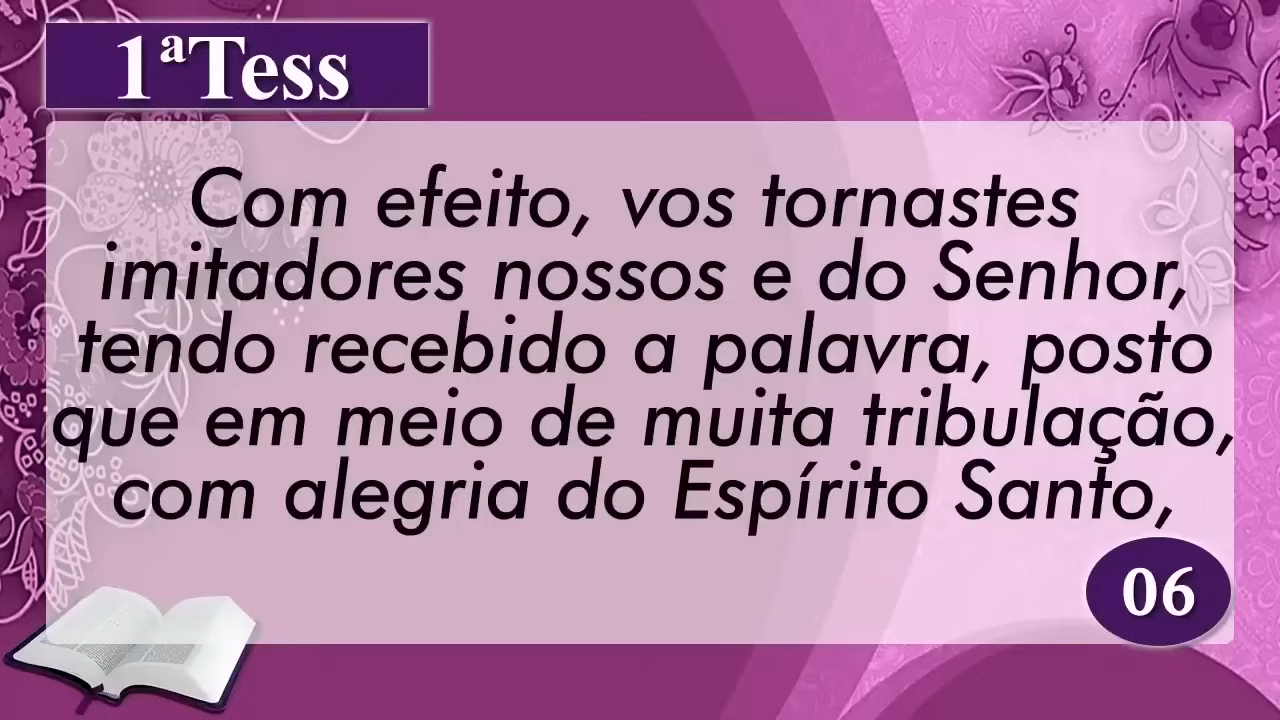 1ªTess
Com efeito, vos tornastes
imitadores nossos e do Senhor,
tendo recebido a palavra, posto
que em meio de muita tribulação,
com alegria do Espírito Santo,
06